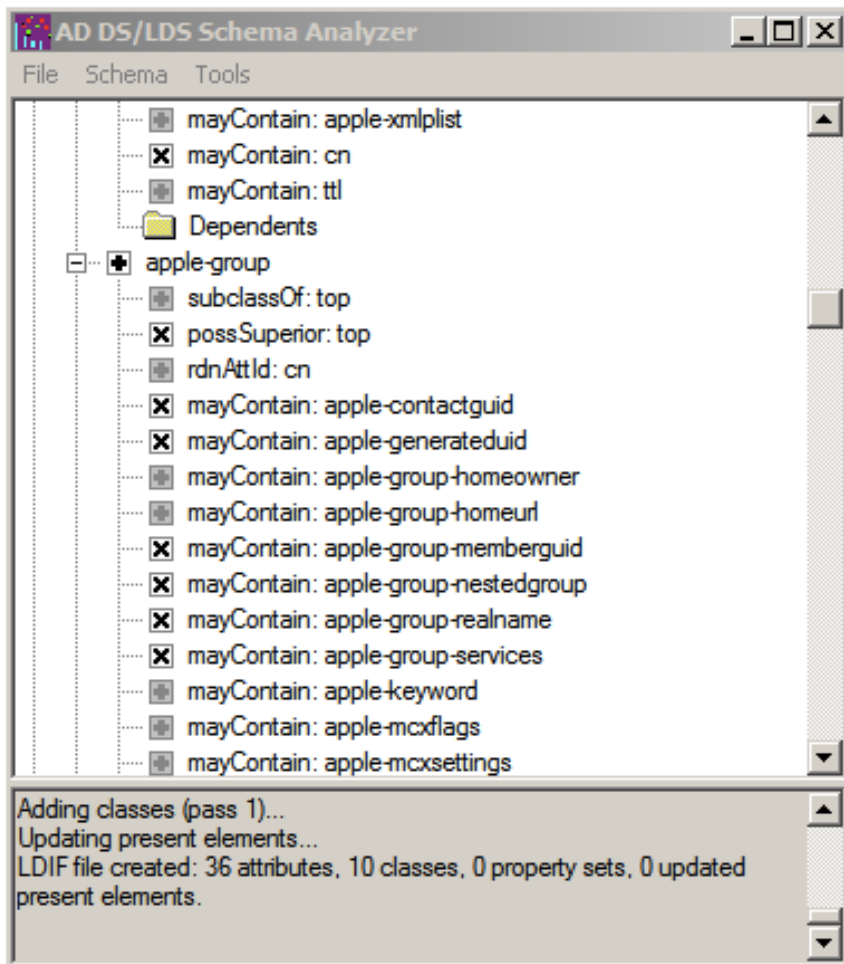 AD DS/LDS Schema Analyzer
File Schema Tools
mayContain: apple-xmlplist
mayContain: cn
mayContain: ttl
Dependents
apple-group
subclassOf: top
possSuperior: top
rdnAttId: cn
mayContain: apple-contactguid
mayContain: apple-generateduid
mayContain: apple-group-homeowner
mayContain: apple-group-homeurl
mayContain: apple-group-memberguid
mayContain: apple-group-nestedgroup
mayContain: apple-group-realname
mayContain: apple-group-services
mayContain: apple-keyword
mayContain: apple-mcxflags
mayContain: apple-mcxsettings
Adding classes (pass 1)...
Updating present elements...
LDIF file created: 36 attributes, 10 classes, 0 property sets, 0 updated
present elements.